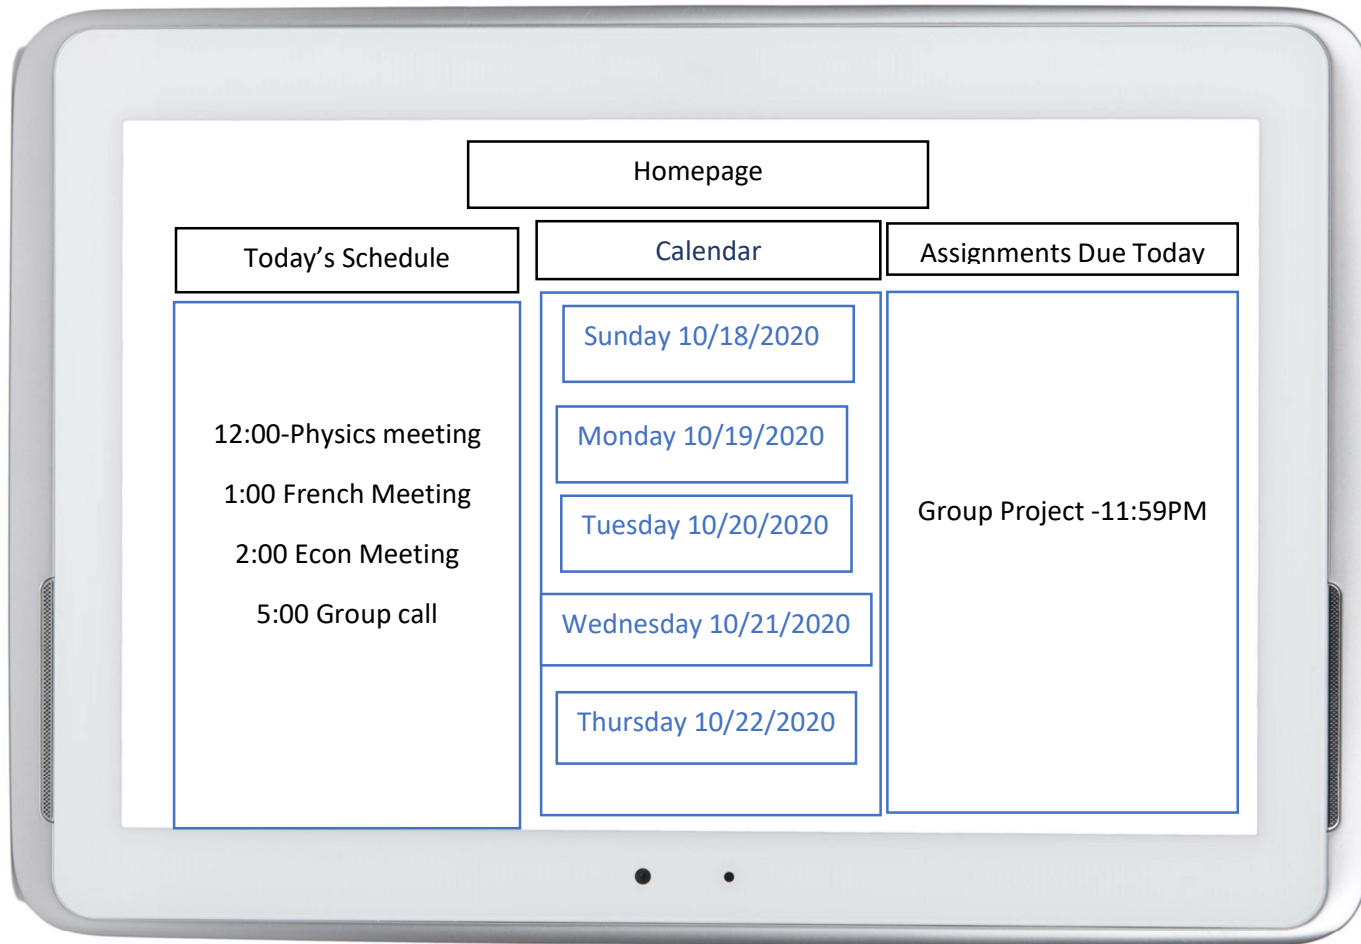 Homepage
Today’s Schedule
12:00-Physics meeting
1:00 French Meeting
2:00 Econ Meeting
5:00 Group call
Calendar
Sunday 10/18/2020
Monday 10/19/2020
Tuesday 10/20/2020
Wednesday 10/21/2020
Thursday 10/22/2020
Assignments Due Today
Group Project -11:59PM